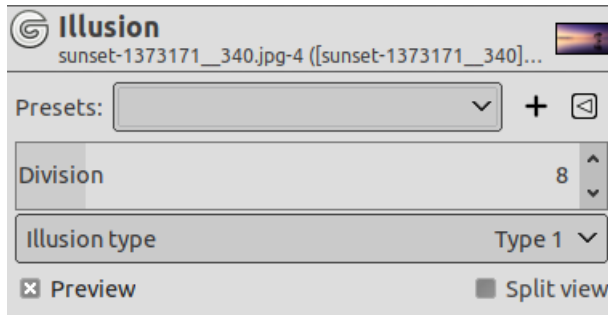 Illusion
sunset-1373171__340.jpg-4 ([sunset-1373171__340]...
Presets:
Division 8
Illusion type Type 1
Preview Split view